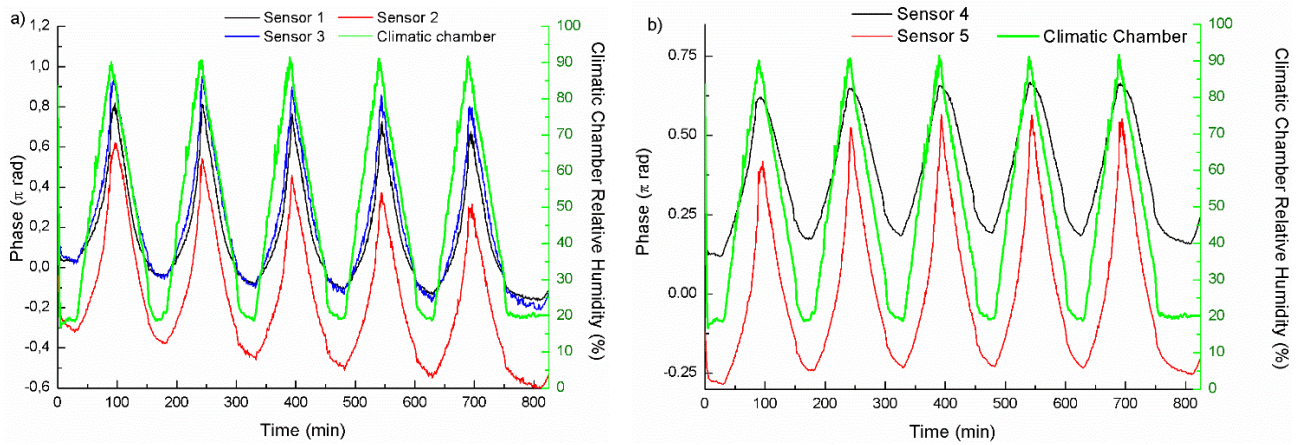 a)
Sensor 1 Sensor 2
Sensor 3 Climatic chamber
1,2
1,0
0,8
0,6
0,4
0,2
0,0
-0,2
-0,4
-0,6
Phase (π rad)
0 100 200 300 400 500 600 700 800
Time (min)
100
90
80
70
60
50
40
30
20
10
0
Climatic Chamber Relative Humidity (%)
b)
Sensor 4
Sensor 5 Climatic Chamber
0.75
0.50
0.25
0.00
-0.25
Phase (π rad)
0 100 200 300 400 500 600 700 800
Time (min)
100
90
80
70
60
50
40
30
20
10
0
Climatic Chamber Relative Humidity (%)